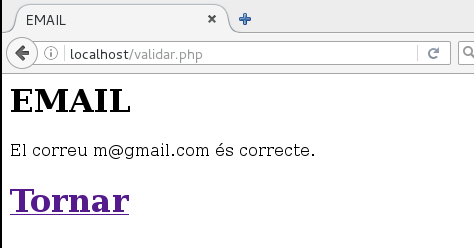 EMAIL
localhost/validar.php
EMAIL
El correu m@gmail.com és correcte.
Tornar